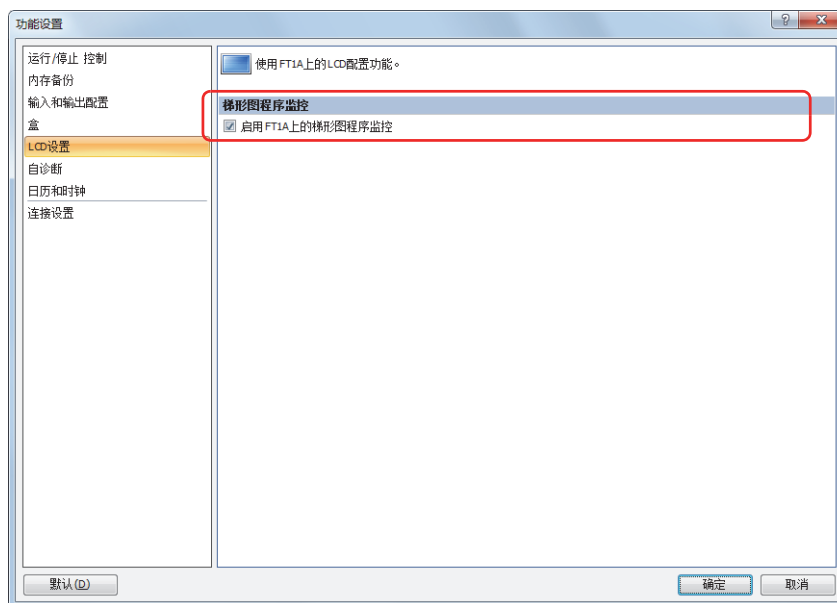 功能设置
运行/停止 控制
内存备份
输入和输出配置
盒
LCD设置
自诊断
日历和时钟
连接设置
使用FT1A上的LCD配置功能。
梯形图程序监控
启用FT1A上的梯形图程序监控
默认(D)
确定
取消